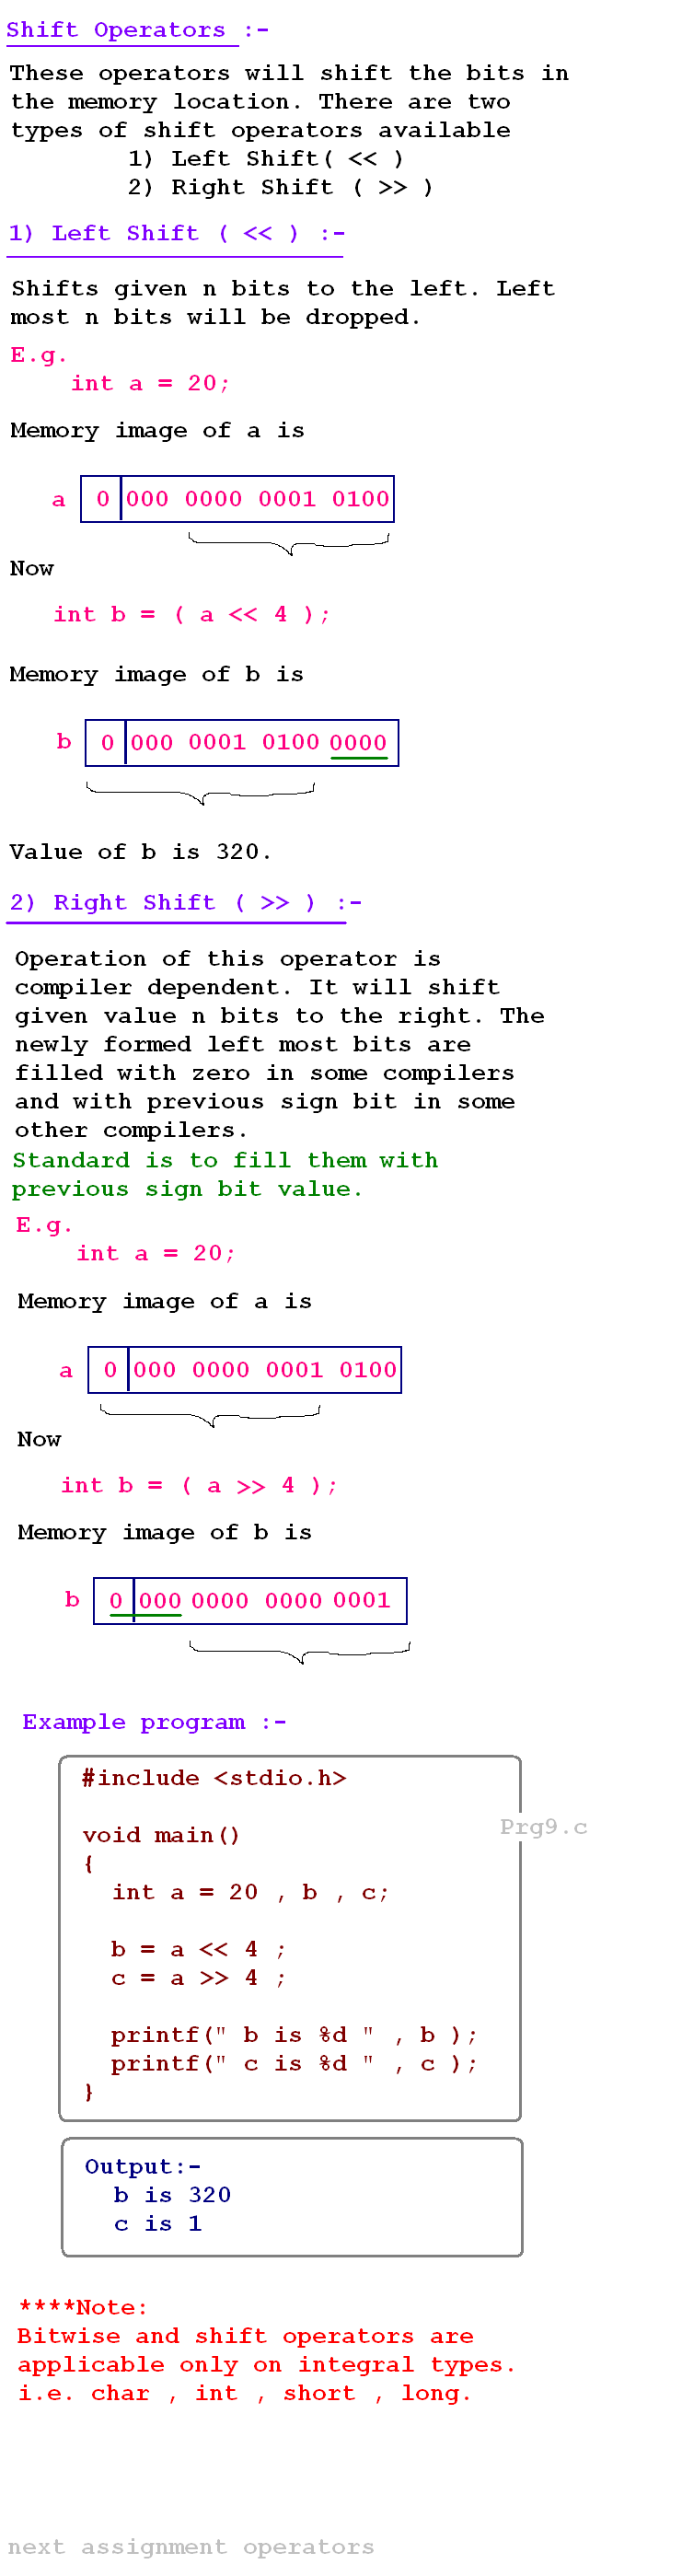 Shift Operators :-
These operators will shift the bits in
the memory location. There are two
types of shift operators available
1) Left Shift( << )
2) Right Shift ( >> )
1) Left Shift ( << ) :-
Shifts given n bits to the left. Left
most n bits will be dropped.
E.g.
int a = 20;
Memory image of a is
a 0 000 0000 0001 0100
Now
int b = ( a << 4 );
Memory image of b is
b 0 000 0001 0100 0000
Value of b is 320.
2) Right Shift ( >> ) :-
Operation of this operator is
compiler dependent. It will shift
given value n bits to the right. The
newly formed left most bits are
filled with zero in some compilers
and with previous sign bit in some
other compilers.
Standard is to fill them with
previous sign bit value.
E.g.
int a = 20;
Memory image of a is
a 0 000 0000 0001 0100
Now
int b = ( a >> 4 );
Memory image of b is
b 0 000 0000 0000 0001
Example program :-
#include <stdio.h>
void main()
Prg9.c
{
int a = 20 , b , c;
b = a << 4 ;
c = a >> 4 ;
printf(" b is %d " , b );
printf(" c is %d " , c );
}
Output:-
b is 320
c is 1
****Note:
Bitwise and shift operators are
applicable only on integral types.
i.e. char , int , short , long.
next assignment operators